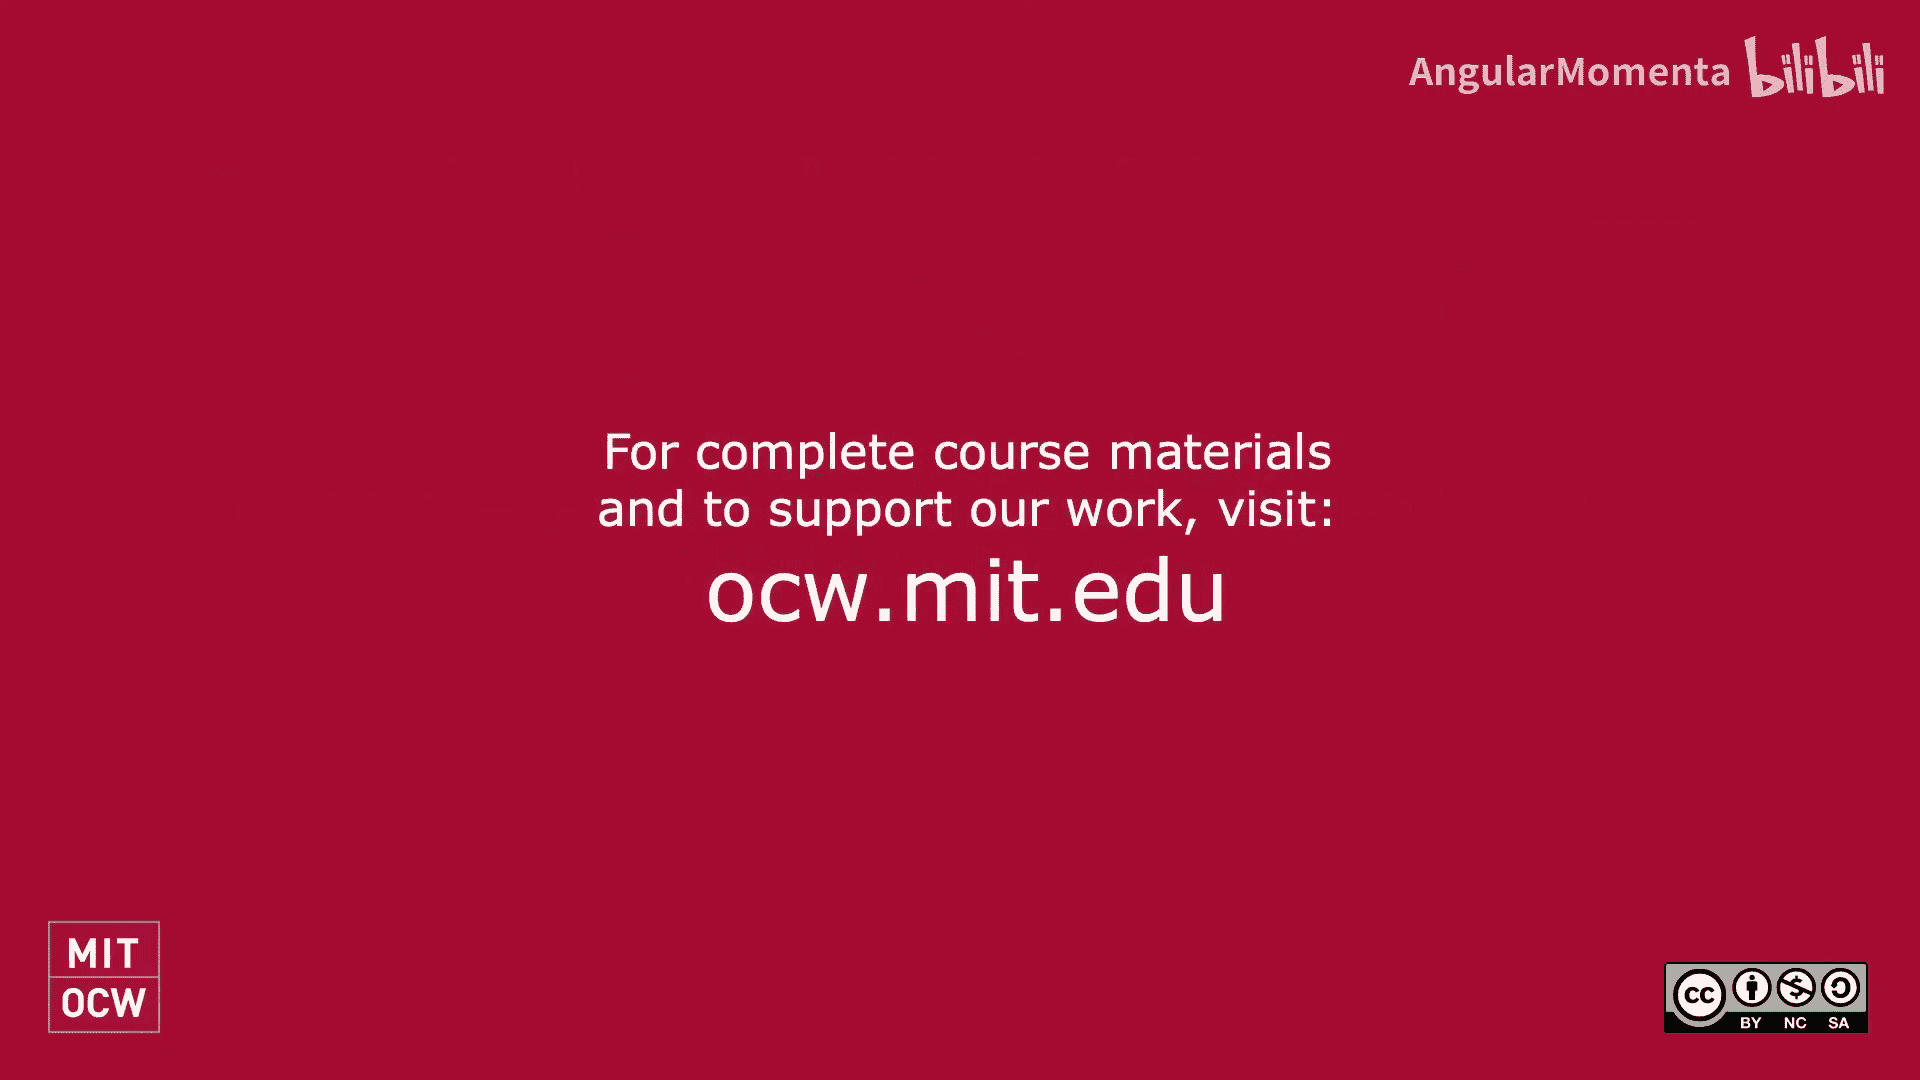 AngularMomenta bilibili
For complete course materials
and to support our work, visit:
ocw.mit.edu
MIT
OCW
cc BY NC SA